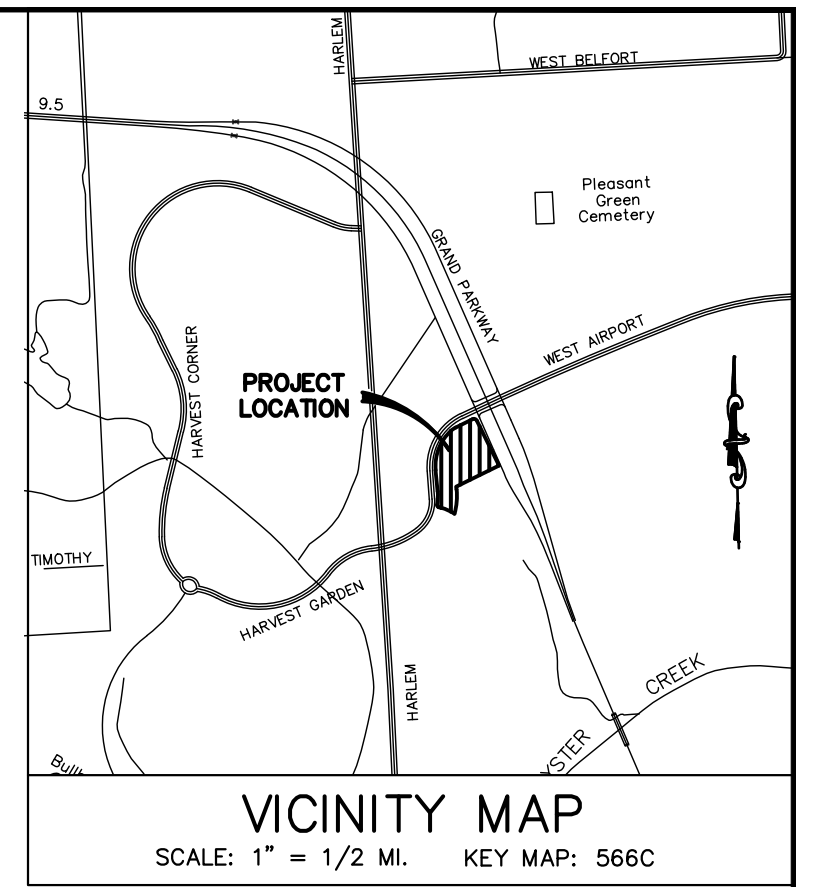 HARLEM
WEST BELFORT
9.5
Pleasant
Green
Cemetery
GRAND PARKWAY
WEST AIRPORT
HARVEST CORNER
PROJECT
LOCATION
TIMOTHY
HARVEST GARDEN
HARLEM
CREEK
YSTER
VICINITY MAP
SCALE: 1" = 1/2 MI. KEY MAP: 566C